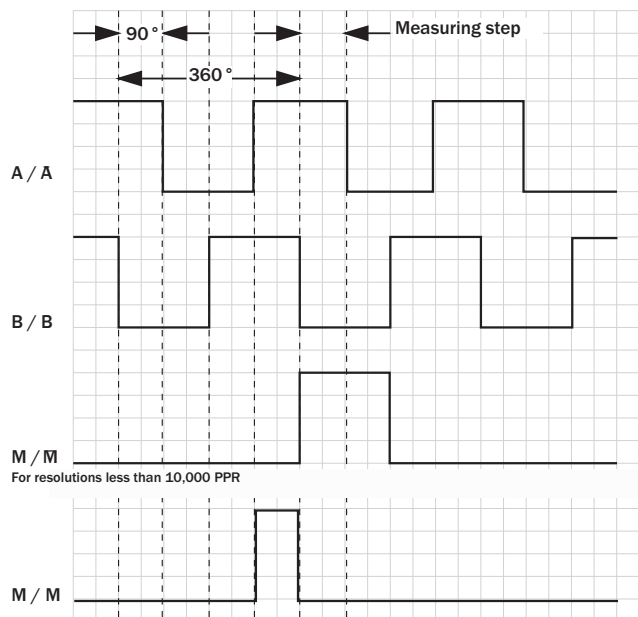 90°
Measuring step
360°
A / A̅
B / B
M / M̅
For resolutions less than 10,000 PPR
M / M